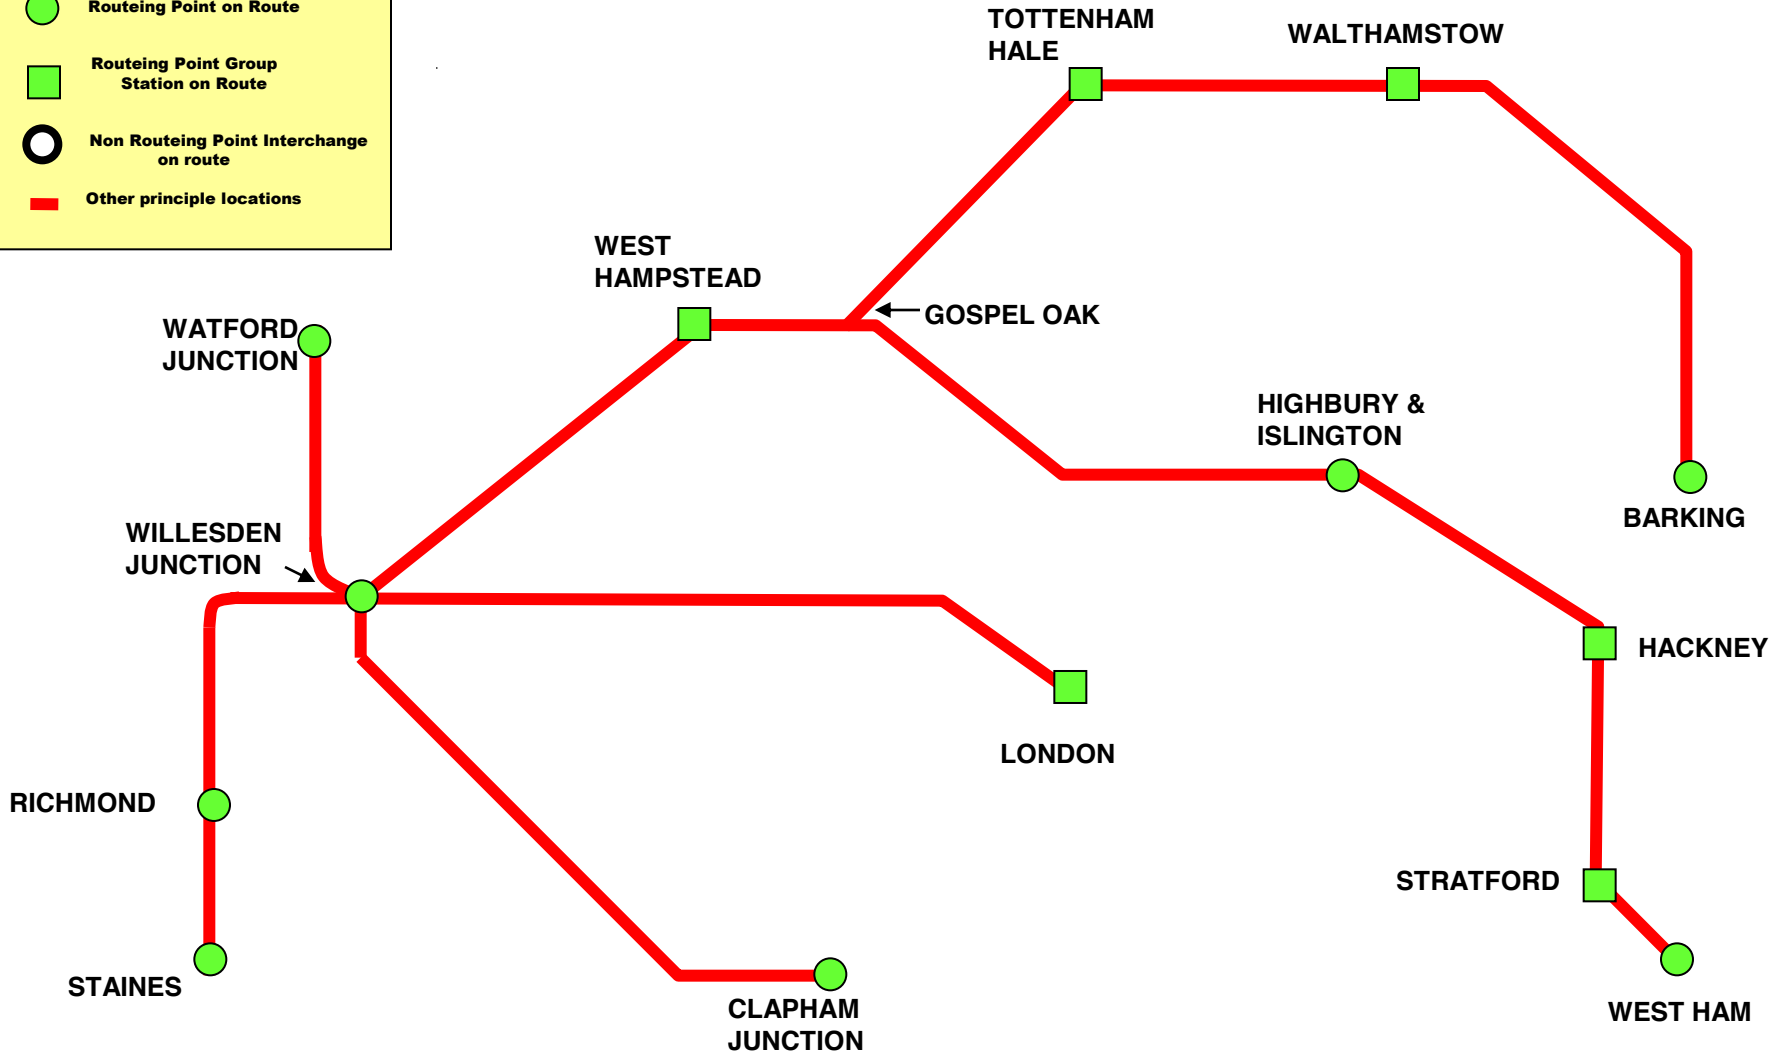 Routeing Point on Route
Routeing Point Group
Station on Route
Non Routeing Point Interchange
on route
Other principle locations
TOTTENHAM
HALE
WALTHAMSTOW
WEST
HAMPSTEAD
GOSPEL OAK
WATFORD
JUNCTION
HIGHBURY &
ISLINGTON
BARKING
WILLESDEN
JUNCTION
HACKNEY
LONDON
RICHMOND
STRATFORD
STAINES
CLAPHAM
JUNCTION
WEST HAM